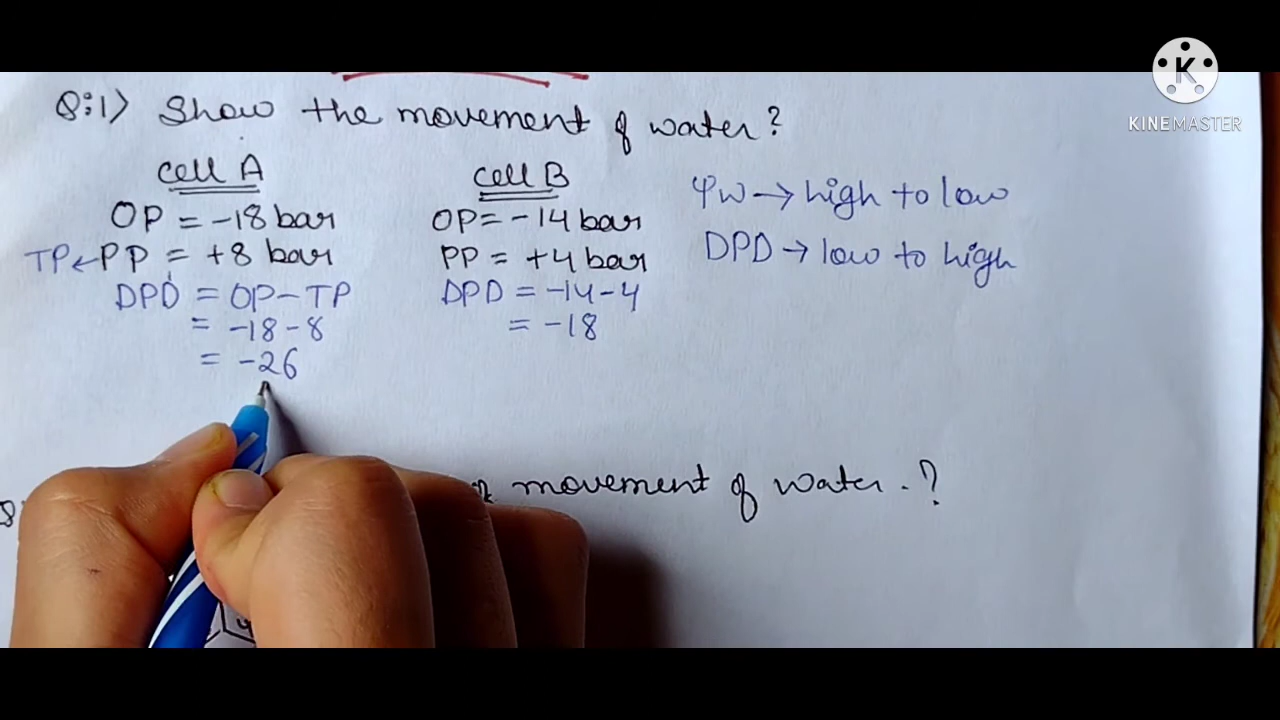 Q:1) Show the movement of water?
cell A
OP = -18 bar
TP ← PP = +8 bar
DPD = OP - TP
= -18 - 8
= -26
cell B
OP = -14 bar
PP = +4 bar
DPD = -14 - 4
= -18
Ψw → high to low
DPD → low to high
movement of water.?
K
KINEMASTER